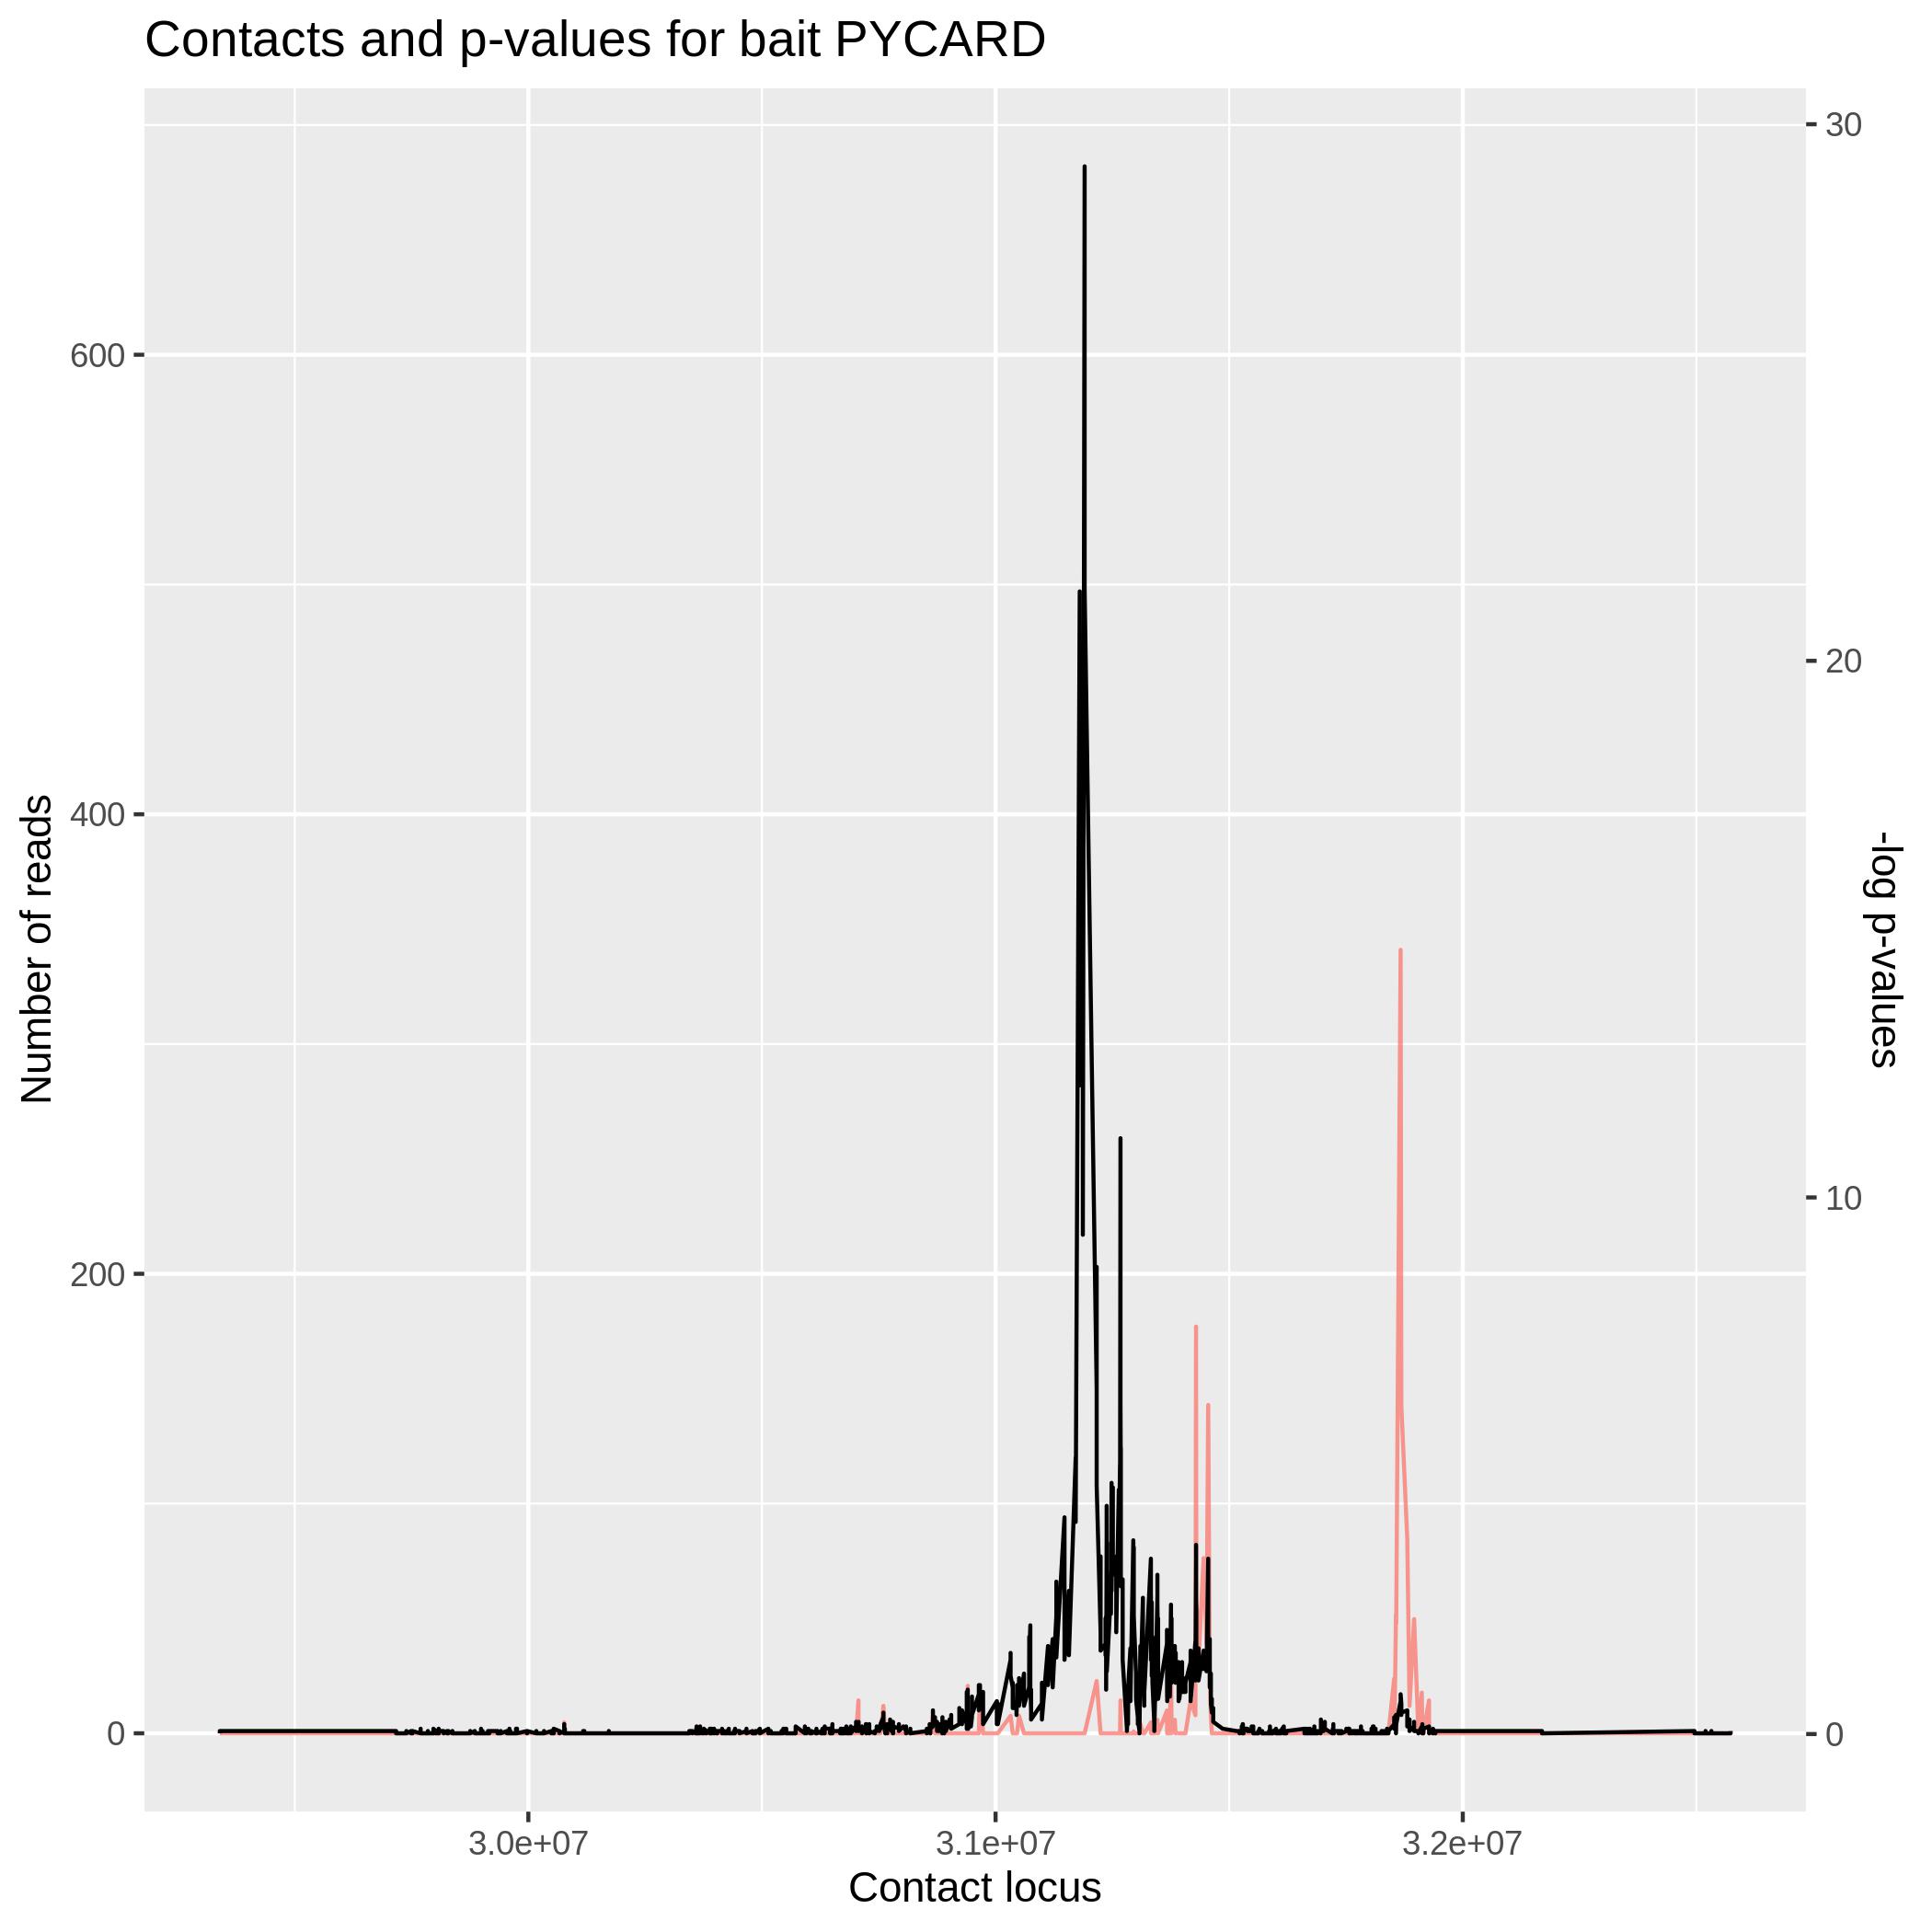 Contacts and p-values for bait PYCARD
30
600
20
400
Number of reads
-log p-values
10
200
0
0
3.0e+07
3.1e+07
3.2e+07
Contact locus